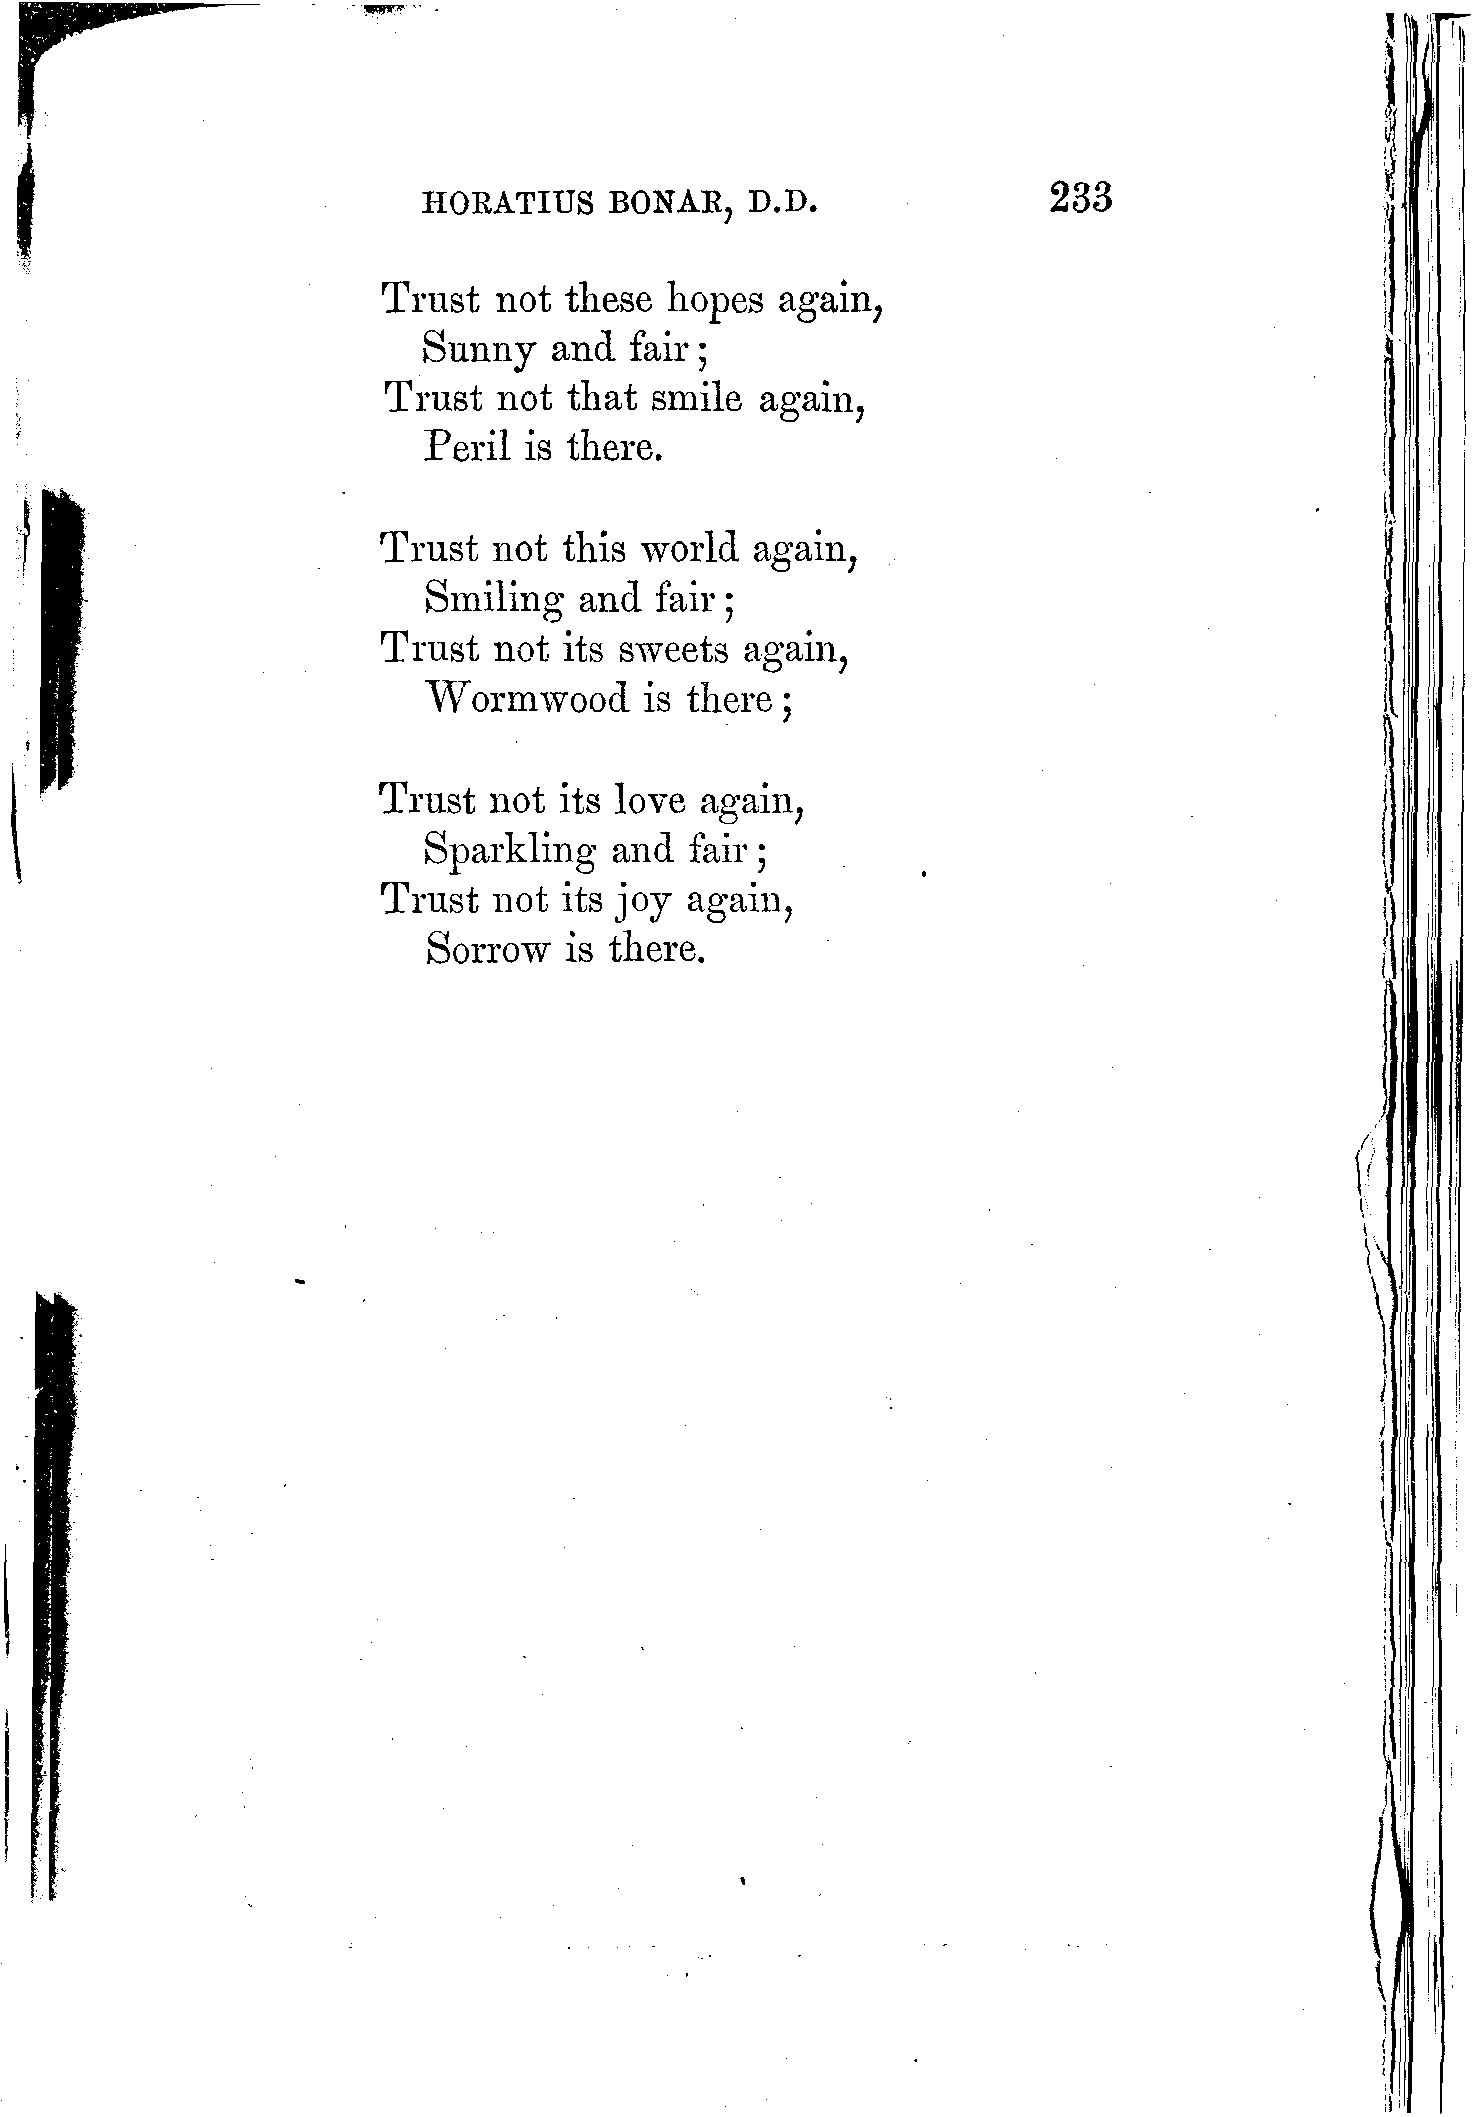 HORATIUS BONAR, D.D. 233
Trust not these hopes again,
Sunny and fair;
Trust not that smile again,
Peril is there.
Trust not this world again,
Smiling and fair;
Trust not its sweets again,
Wormwood is there;
Trust not its love again,
Sparkling and fair;
Trust not its joy again,
Sorrow is there.